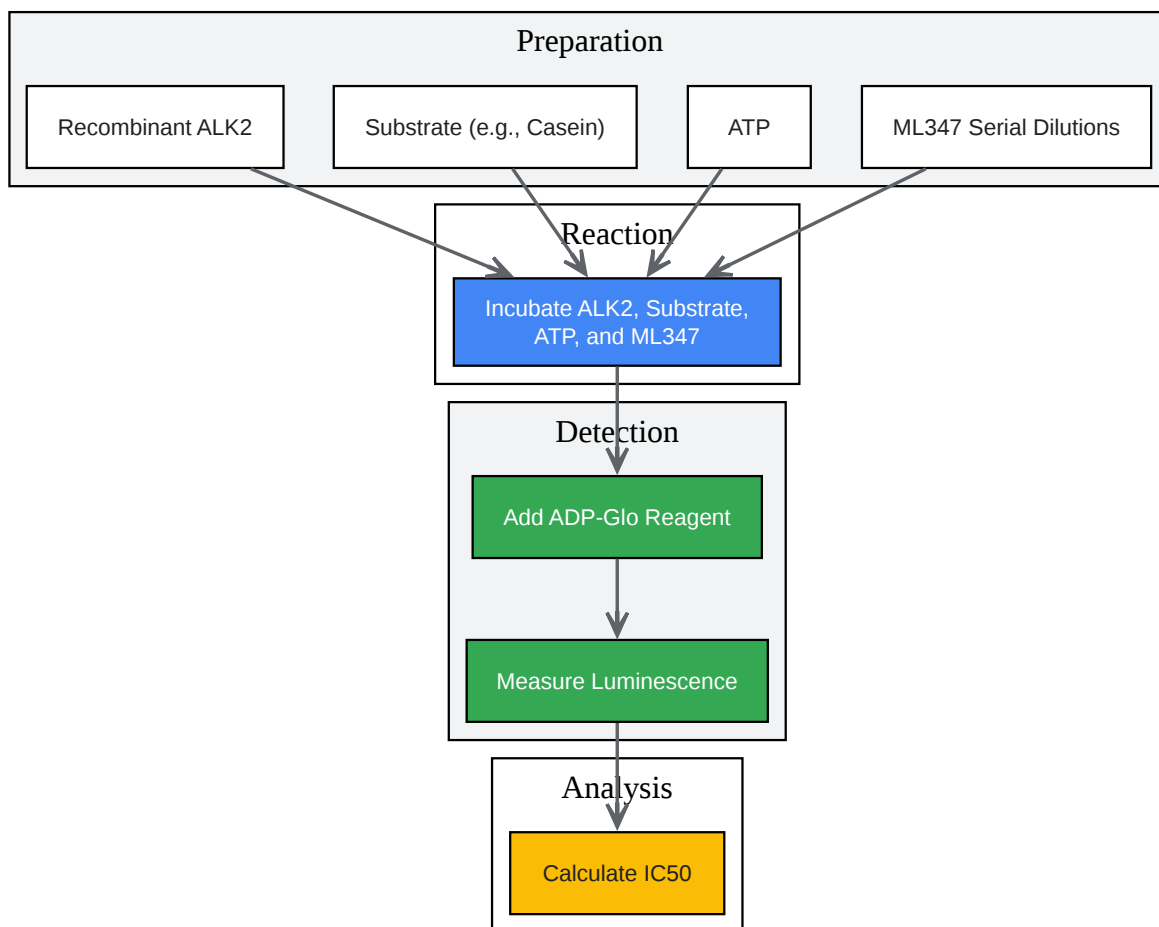 Preparation
Recombinant ALK2
Substrate (e.g., Casein)
ATP
ML347 Serial Dilutions
Reaction
Incubate ALK2, Substrate,
ATP, and ML347
Detection
Add ADP-Glo Reagent
Measure Luminescence
Analysis
Calculate IC50